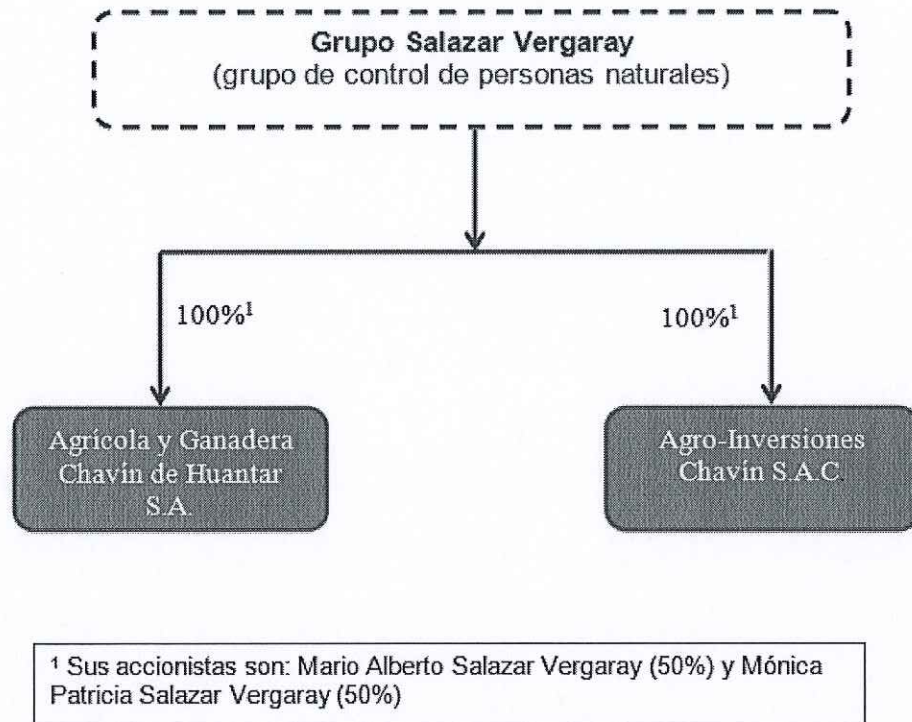 Grupo Salazar Vergaray
(grupo de control de personas naturales)
100%¹
100%¹
Agrícola y Ganadera
Chavín de Huantar
S.A.
Agro-Inversiones
Chavín S.A.C.
¹ Sus accionistas son: Mario Alberto Salazar Vergaray (50%) y Mónica
Patricia Salazar Vergaray (50%)